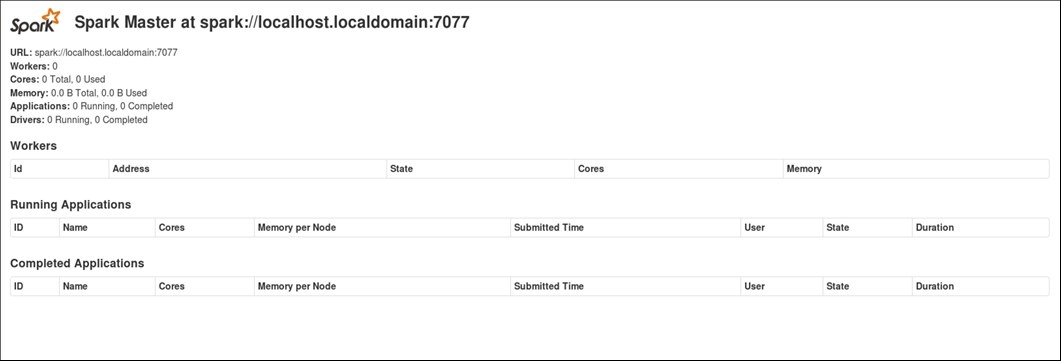 Spark Spark Master at spark://localhost.localdomain:7077
URL: spark://localhost.localdomain:7077
Workers: 0
Cores: 0 Total, 0 Used
Memory: 0.0 B Total, 0.0 B Used
Applications: 0 Running, 0 Completed
Drivers: 0 Running, 0 Completed
Workers
Id Address State Cores Memory
Running Applications
ID Name Cores Memory per Node Submitted Time User State Duration
Completed Applications
ID Name Cores Memory per Node Submitted Time User State Duration